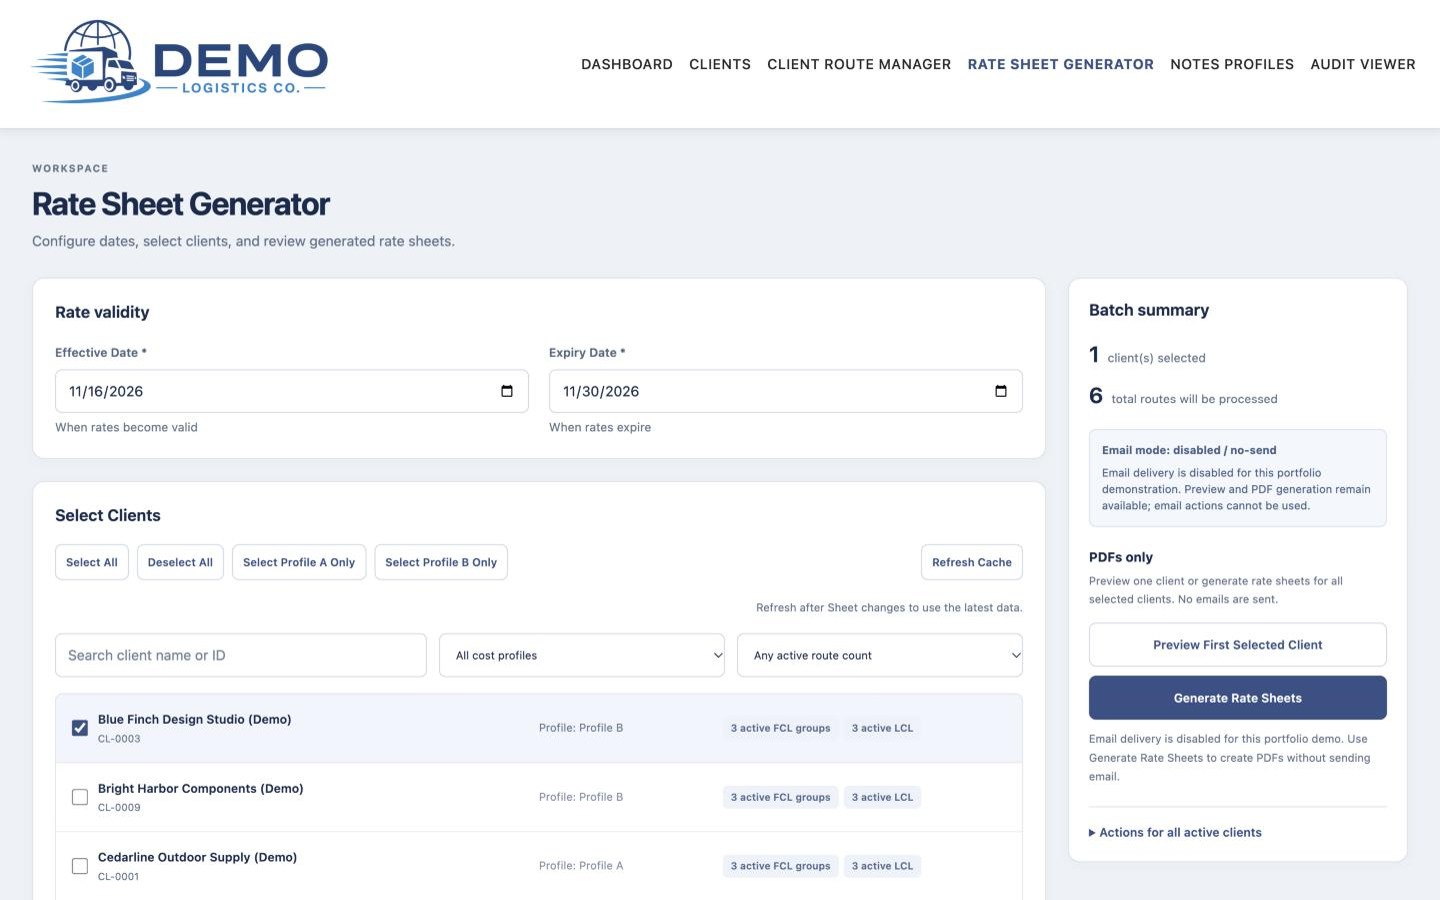 DEMO
LOGISTICS CO.
DASHBOARD CLIENTS CLIENT ROUTE MANAGER RATE SHEET GENERATOR NOTES PROFILES AUDIT VIEWER
WORKSPACE
Rate Sheet Generator
Configure dates, select clients, and review generated rate sheets.
Rate validity
Effective Date * Expiry Date *
11/16/2026 11/30/2026
When rates become valid When rates expire
Select Clients
Select All Deselect All Select Profile A Only Select Profile B Only Refresh Cache
Refresh after Sheet changes to use the latest data.
Search client name or ID All cost profiles Any active route count
Blue Finch Design Studio (Demo)
CL-0003
Profile: Profile B 3 active FCL groups 3 active LCL
Bright Harbor Components (Demo)
CL-0009
Profile: Profile B 3 active FCL groups 3 active LCL
Cedarline Outdoor Supply (Demo)
CL-0001
Profile: Profile A 3 active FCL groups 3 active LCL
Batch summary
1 client(s) selected
6 total routes will be processed
Email mode: disabled / no-send
Email delivery is disabled for this portfolio
demonstration. Preview and PDF generation remain
available; email actions cannot be used.
PDFs only
Preview one client or generate rate sheets for all
selected clients. No emails are sent.
Preview First Selected Client
Generate Rate Sheets
Email delivery is disabled for this portfolio demo. Use
Generate Rate Sheets to create PDFs without sending
email.
Actions for all active clients